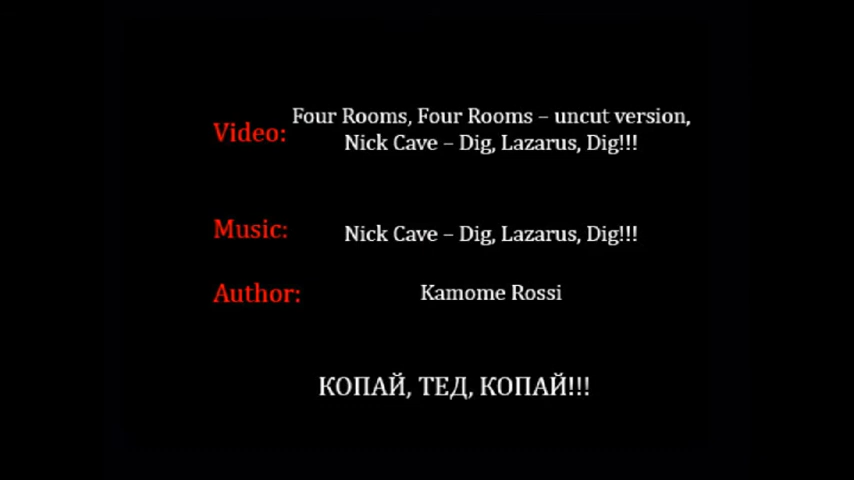 Video:
Four Rooms, Four Rooms – uncut version,
Nick Cave – Dig, Lazarus, Dig!!!
Music:
Nick Cave – Dig, Lazarus, Dig!!!
Author:
Kamome Rossi
КОПАЙ, ТЕД, КОПАЙ!!!